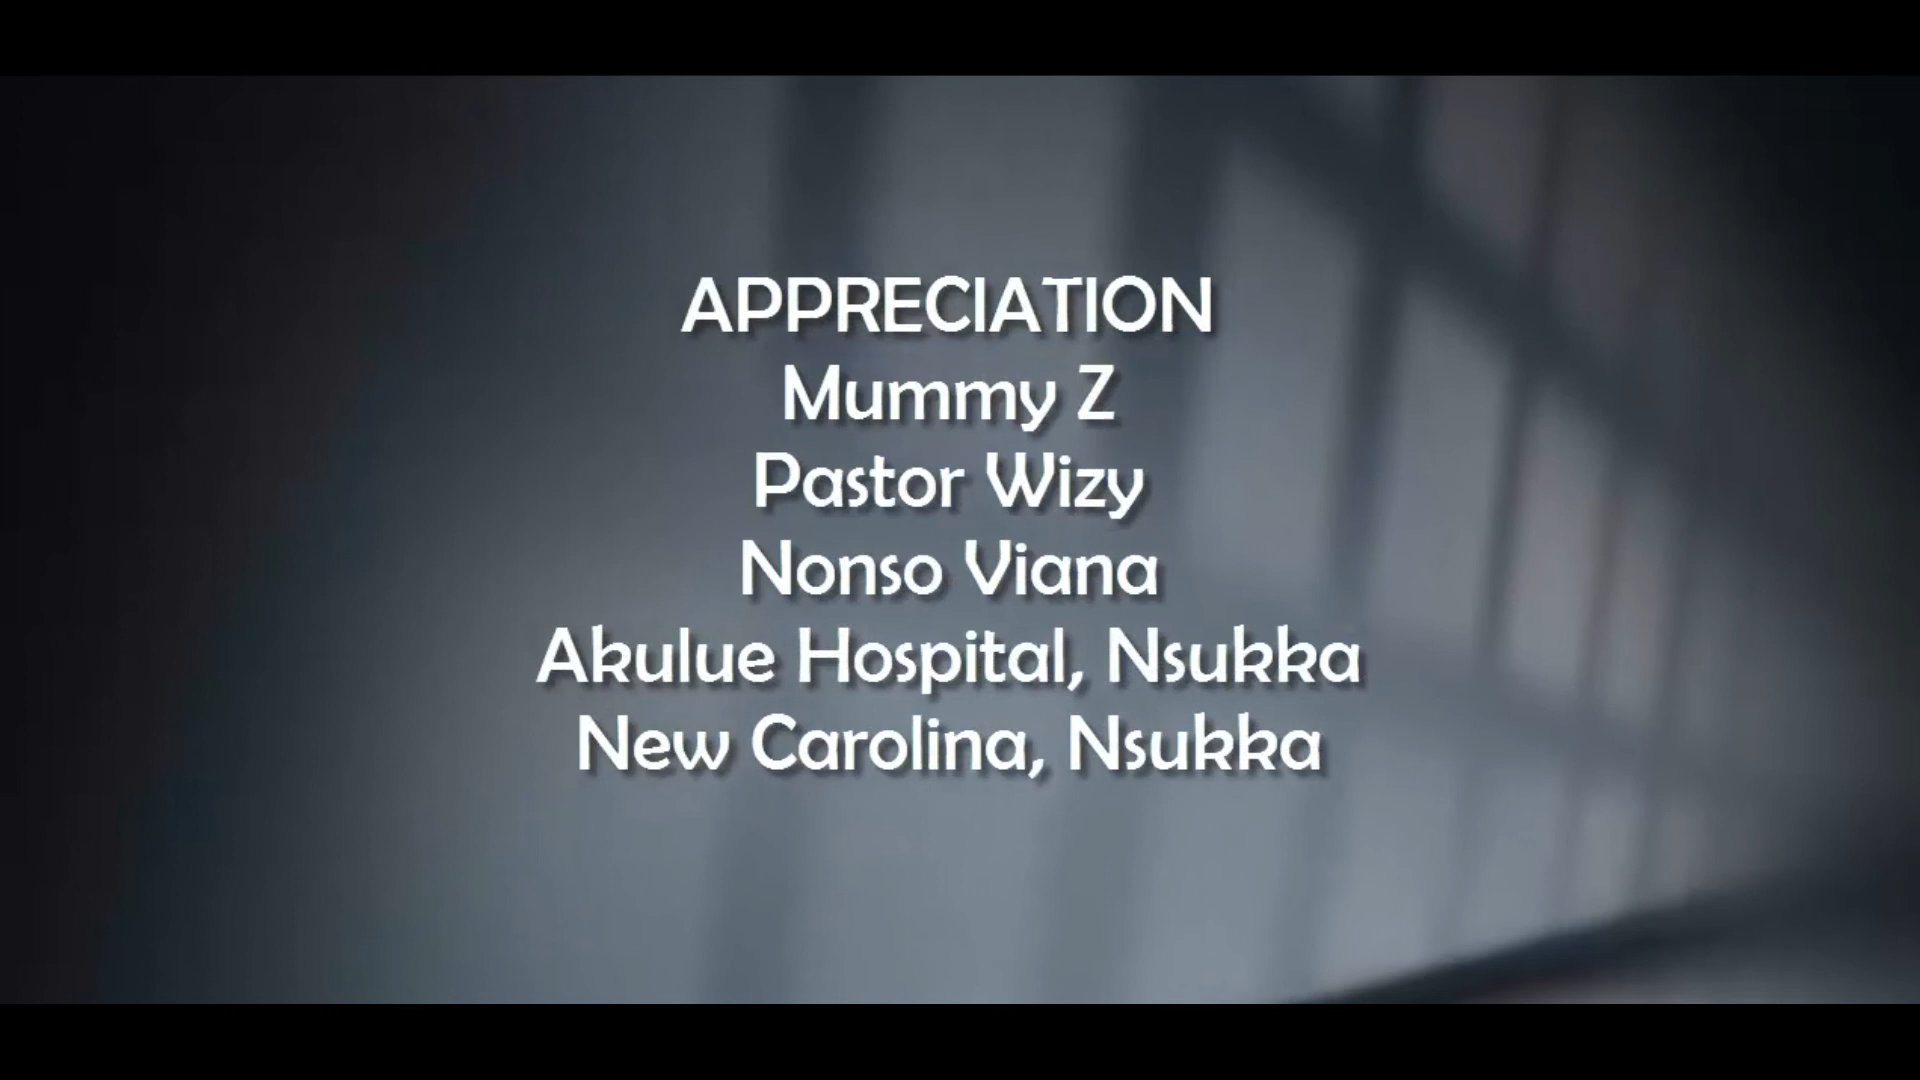 APPRECIATION
Mummy Z
Pastor Wizy
Nonso Viana
Akulue Hospital, Nsukka
New Carolina, Nsukka